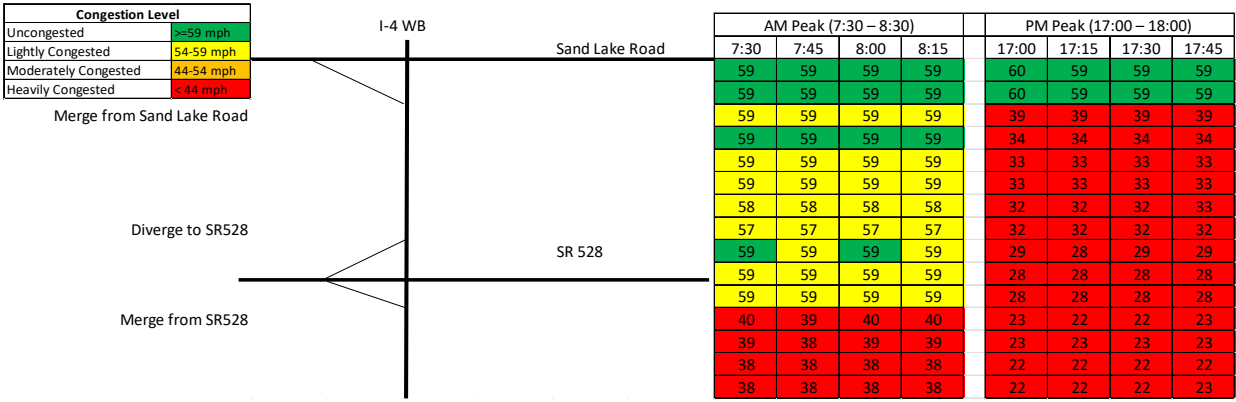 Congestion Level
Uncongested >=59 mph
Lightly Congested 54-59 mph
Moderately Congested 44-54 mph
Heavily Congested < 44 mph
I-4 WB
Sand Lake Road
Merge from Sand Lake Road
Diverge to SR528
SR 528
Merge from SR528
AM Peak (7:30 – 8:30) PM Peak (17:00 – 18:00)
7:30 7:45 8:00 8:15 17:00 17:15 17:30 17:45
59 59 59 59 60 59 59 59
59 59 59 59 60 59 59 59
59 59 59 59 39 39 39 39
59 59 59 59 34 34 34 34
59 59 59 59 33 33 33 33
59 59 59 59 33 33 33 33
58 58 58 58 32 32 32 33
57 57 57 57 32 32 32 32
59 59 59 59 29 28 29 29
59 59 59 59 28 28 28 28
59 59 59 59 28 28 28 28
40 39 40 40 23 22 22 23
39 38 39 39 23 23 23 23
38 38 38 38 22 22 22 22
38 38 38 38 22 22 22 23